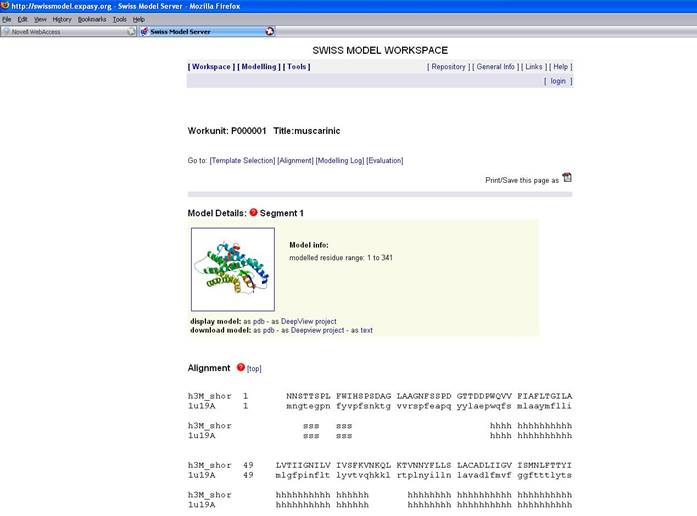 http://swissmodel.expasy.org - Swiss Model Server - Mozilla Firefox
File Edit View History Bookmarks Tools Help
Novell WebAccess Swiss Model Server
SWISS MODEL WORKSPACE
[ Workspace ] [ Modelling ] [ Tools ] [ Repository ] [ General Info ] [ Links ] [ Help ]
[ login ]
Workunit: P000001 Title:muscarinic
Go to: [Template Selection] [Alignment] [Modelling Log] [Evaluation]
Print/Save this page as
Model Details: ? Segment 1
Model info:
modelled residue range: 1 to 341
display model: as pdb - as DeepView project
download model: as pdb - as Deepview project - as text
Alignment ? [top]
h3M_shor 1 NNSTTSPLF LWIHSPSDAG LAAGNFSSPD GTTDDPWQVV FIAFLTGILA
1u19A 1 mngtegpn fyvpfsnktg vvrspfeapq yylaepwqfs mlaaymflli
h3M_shor sss sss hhhh hhhhhhhhhh
1u19A sss sss hhhh hhhhhhhhhh
h3M_shor 49 LVTIIGNILV IVSFKVNKQL KTVNNYFLLS LACADLIIGV ISMNLFTTYI
1u19A 49 mlgfpinflt lyvtvqhkkl rtplnyilln lavadlfmvf ggftttlyts
h3M_shor hhhhhhhhhh hhhhhh hhhhhhhh hhhhhhhhhh hhhhhhhhhh
1u19A hhhhhhhhhh hhhhhh hhhhhhhh hhhhhhhhhh hhhhhhhhhh